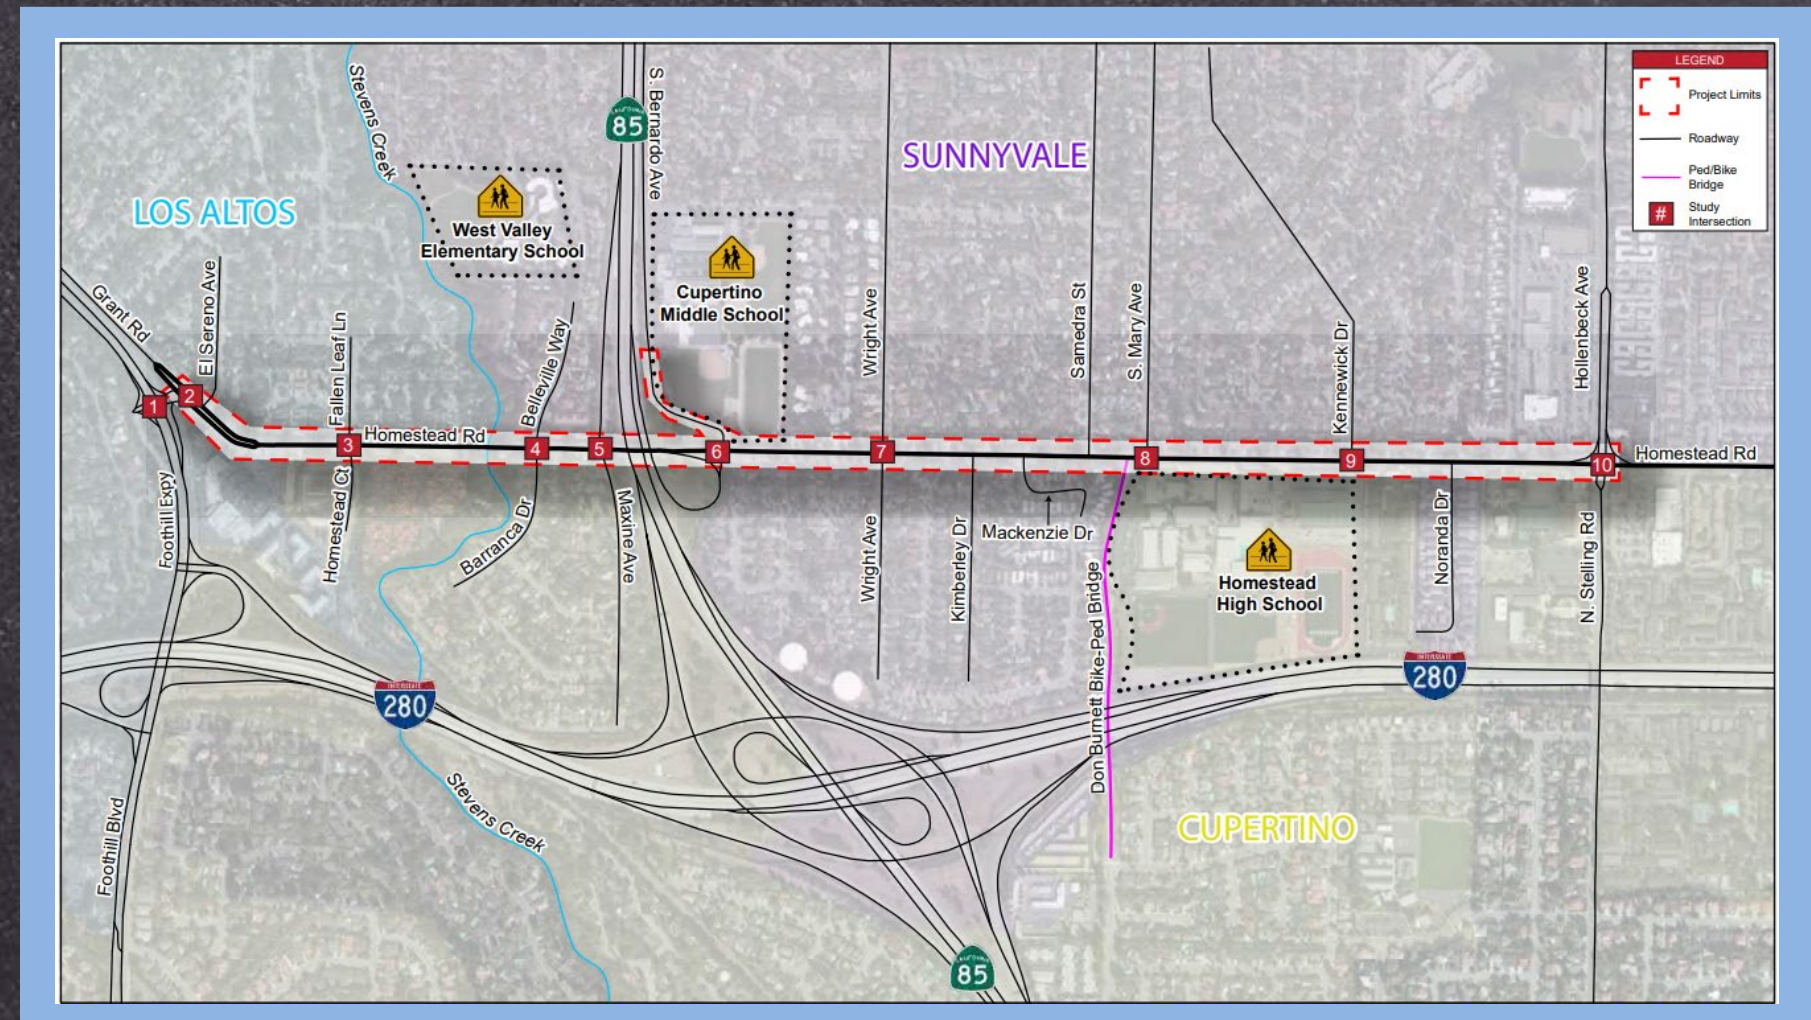 LEGEND
Project Limits
Roadway
Ped/Bike
Bridge
#
Study
Intersection
Stevens Creek
CALIFORNIA
85
S. Bernardo Ave
SUNNYVALE
LOS ALTOS
West Valley
Elementary School
Cupertino
Middle School
Grant Rd
El Sereno Ave
Fallen Leaf Ln
Belleville Way
Wright Ave
Samedra St
S. Mary Ave
Kennewick Dr
Hollenbeck Ave
1
2
3
Homestead Rd
4
5
6
7
8
9
10
Homestead Rd
Foothill Expy
Homestead Ct
Barranca Dr
Maxine Ave
Wright Ave
Kimberley Dr
Mackenzie Dr
Don Burnett Bike-Ped Bridge
Homestead
High School
Noranda Dr
N. Stelling Rd
INTERSTATE
280
INTERSTATE
280
Foothill Blvd
Stevens Creek
CUPERTINO
CALIFORNIA
85